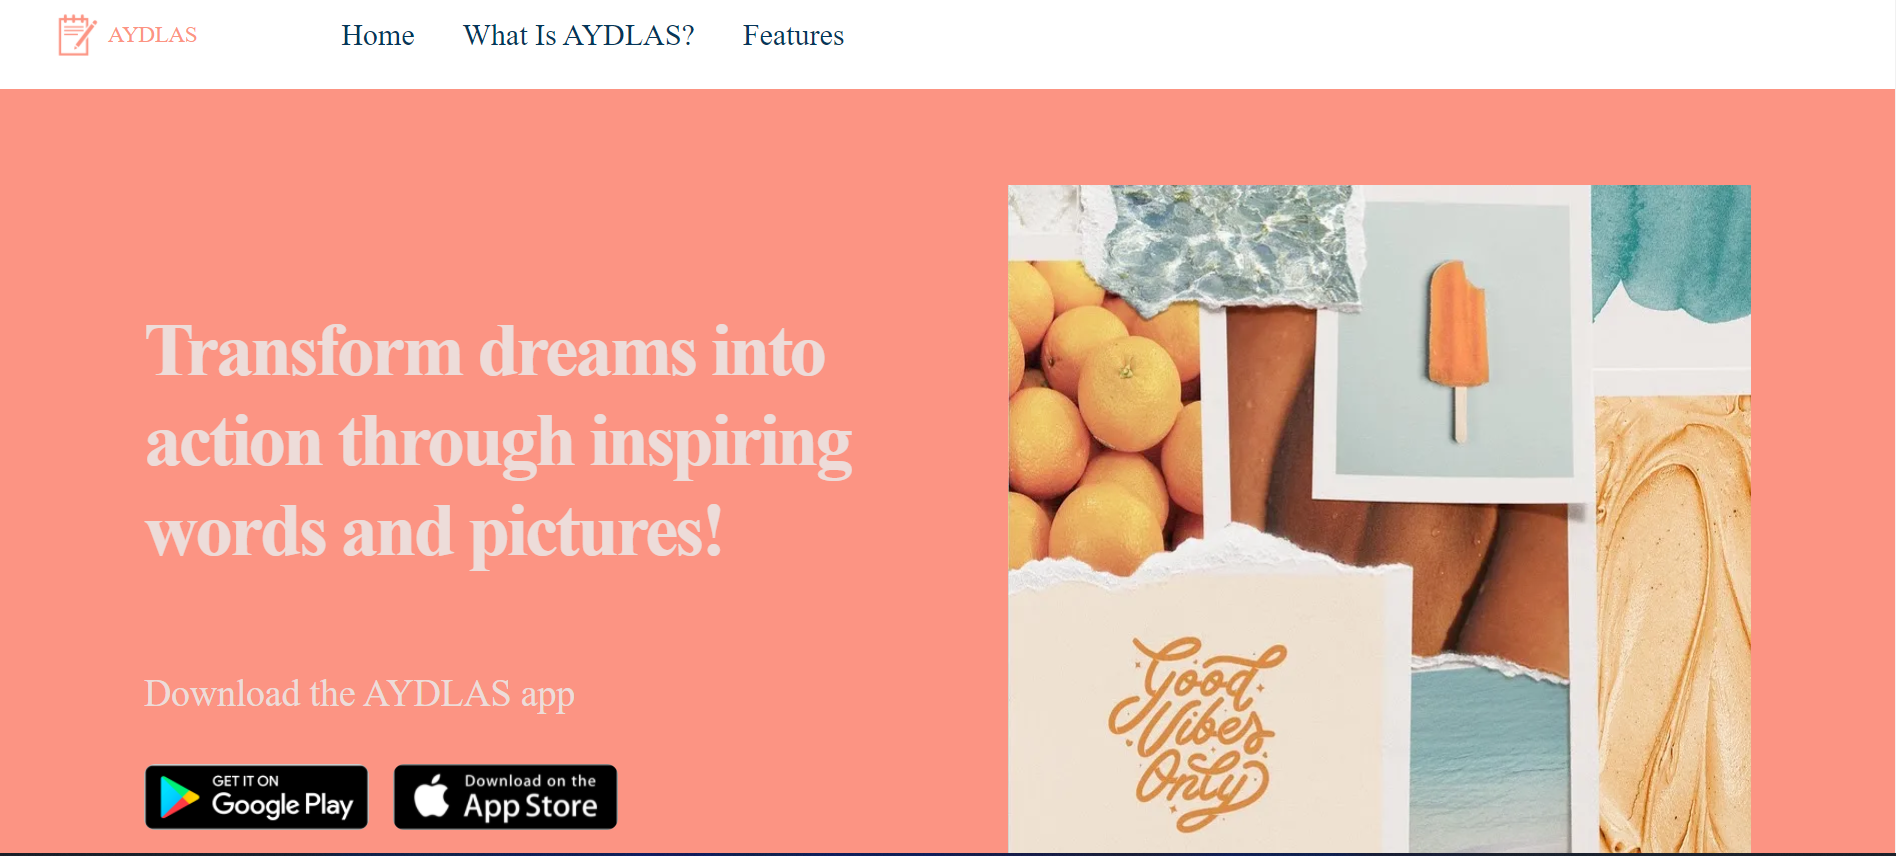 AYDLAS
Home
What Is AYDLAS?
Features
Transform dreams into
action through inspiring
words and pictures!
Download the AYDLAS app
GET IT ON
Google Play
Download on the
App Store
Good
Vibes
Only